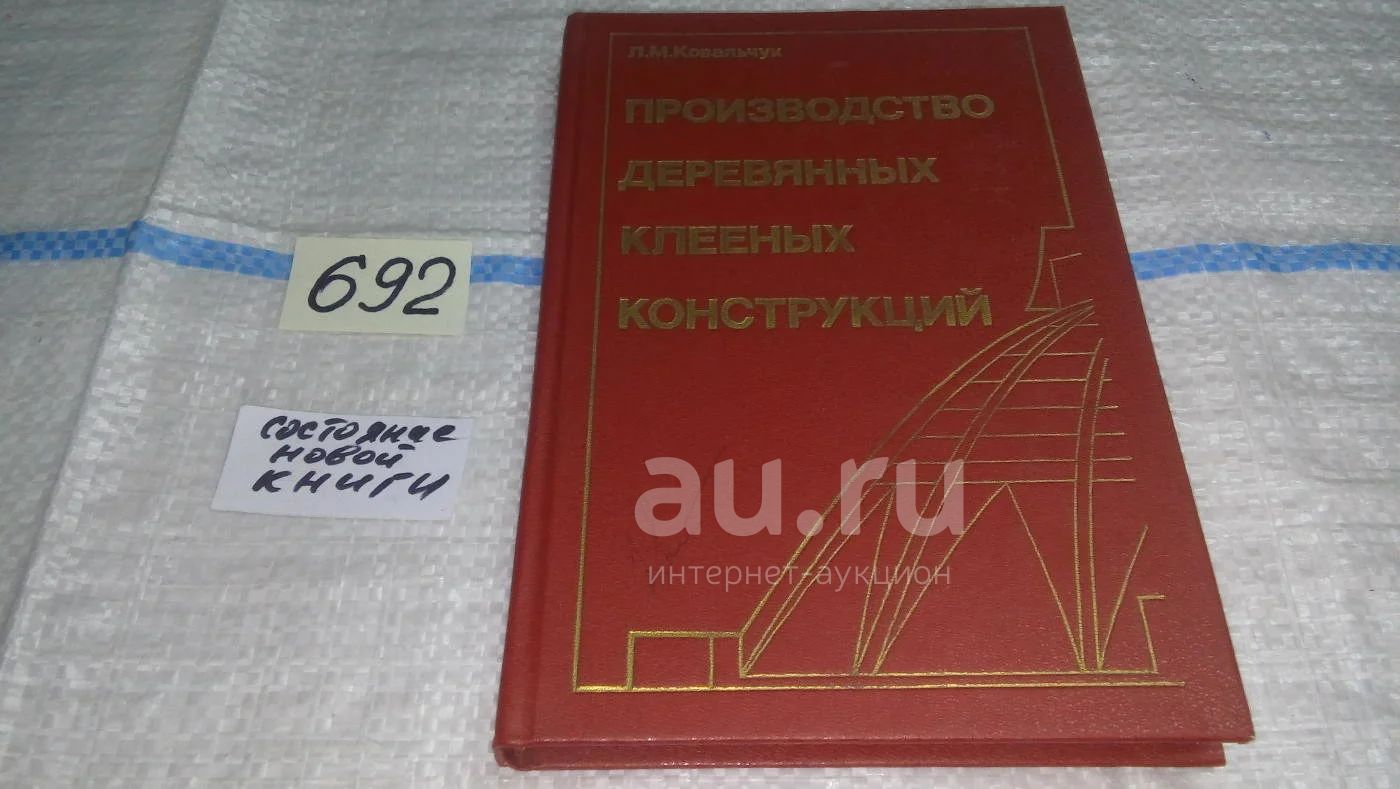 Л.М.Ковальчук
ПРОИЗВОДСТВО
ДЕРЕВЯННЫХ
КЛЕЕНЫХ
КОНСТРУКЦИЙ
692
состояние
новой
книги
au.ru
интернет-аукцион